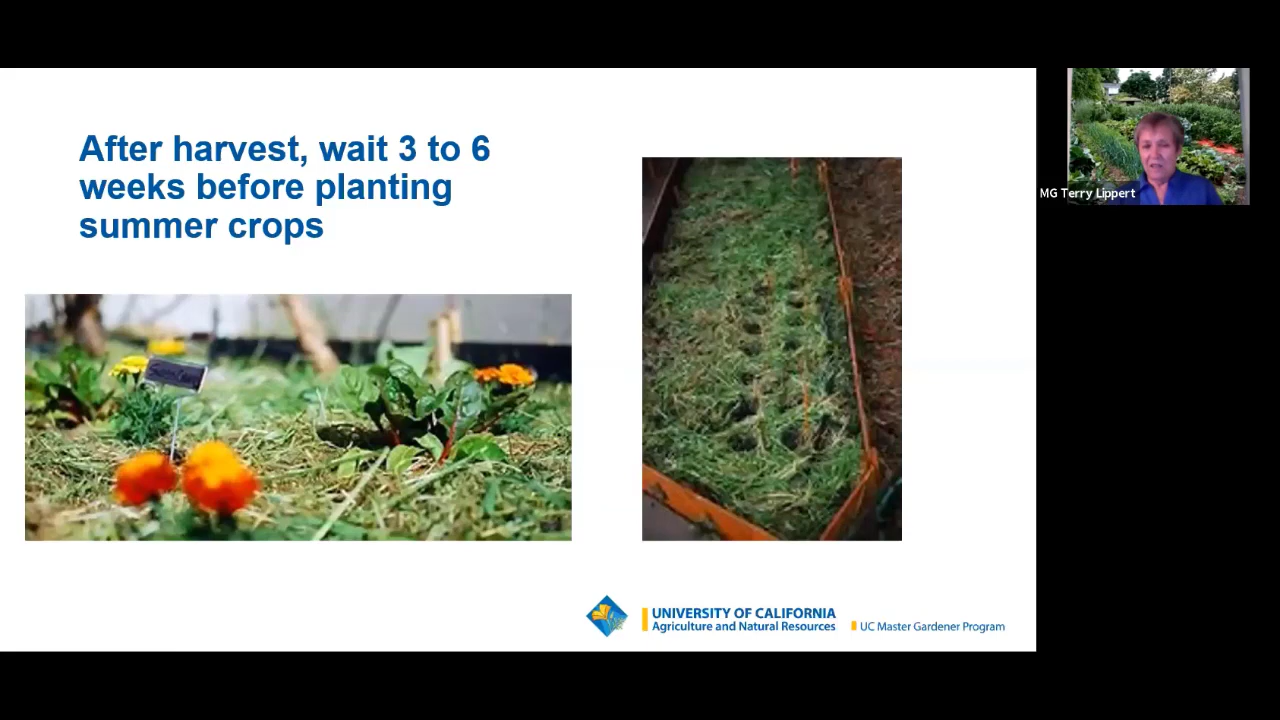 After harvest, wait 3 to 6
weeks before planting
summer crops
MG Terry Lippert
UNIVERSITY OF CALIFORNIA
Agriculture and Natural Resources
UC Master Gardener Program